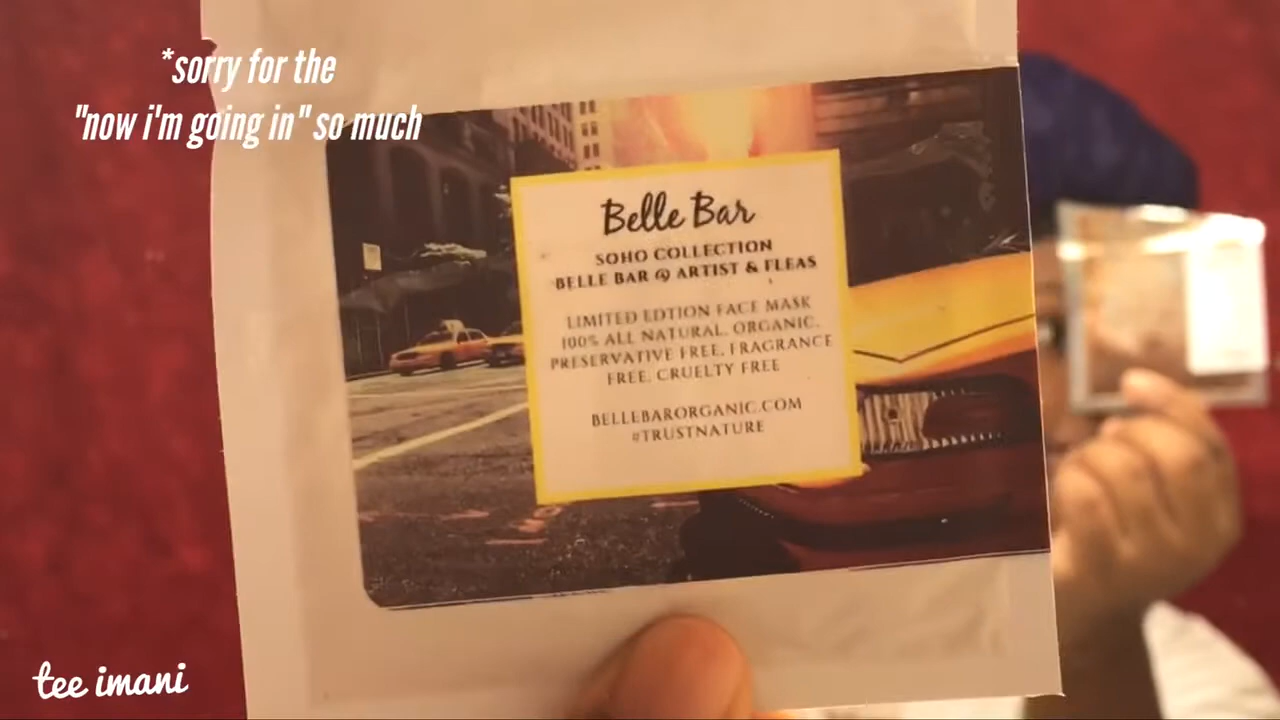 *sorry for the
"now i'm going in" so much
Belle Bar
SOHO COLLECTION
BELLE BAR @ ARTIST & FLEAS
LIMITED EDTION FACE MASK
100% ALL NATURAL, ORGANIC,
PRESERVATIVE FREE, FRAGRANCE
FREE, CRUELTY FREE
BELLEBARORGANIC.COM
#TRUSTNATURE
tee imani